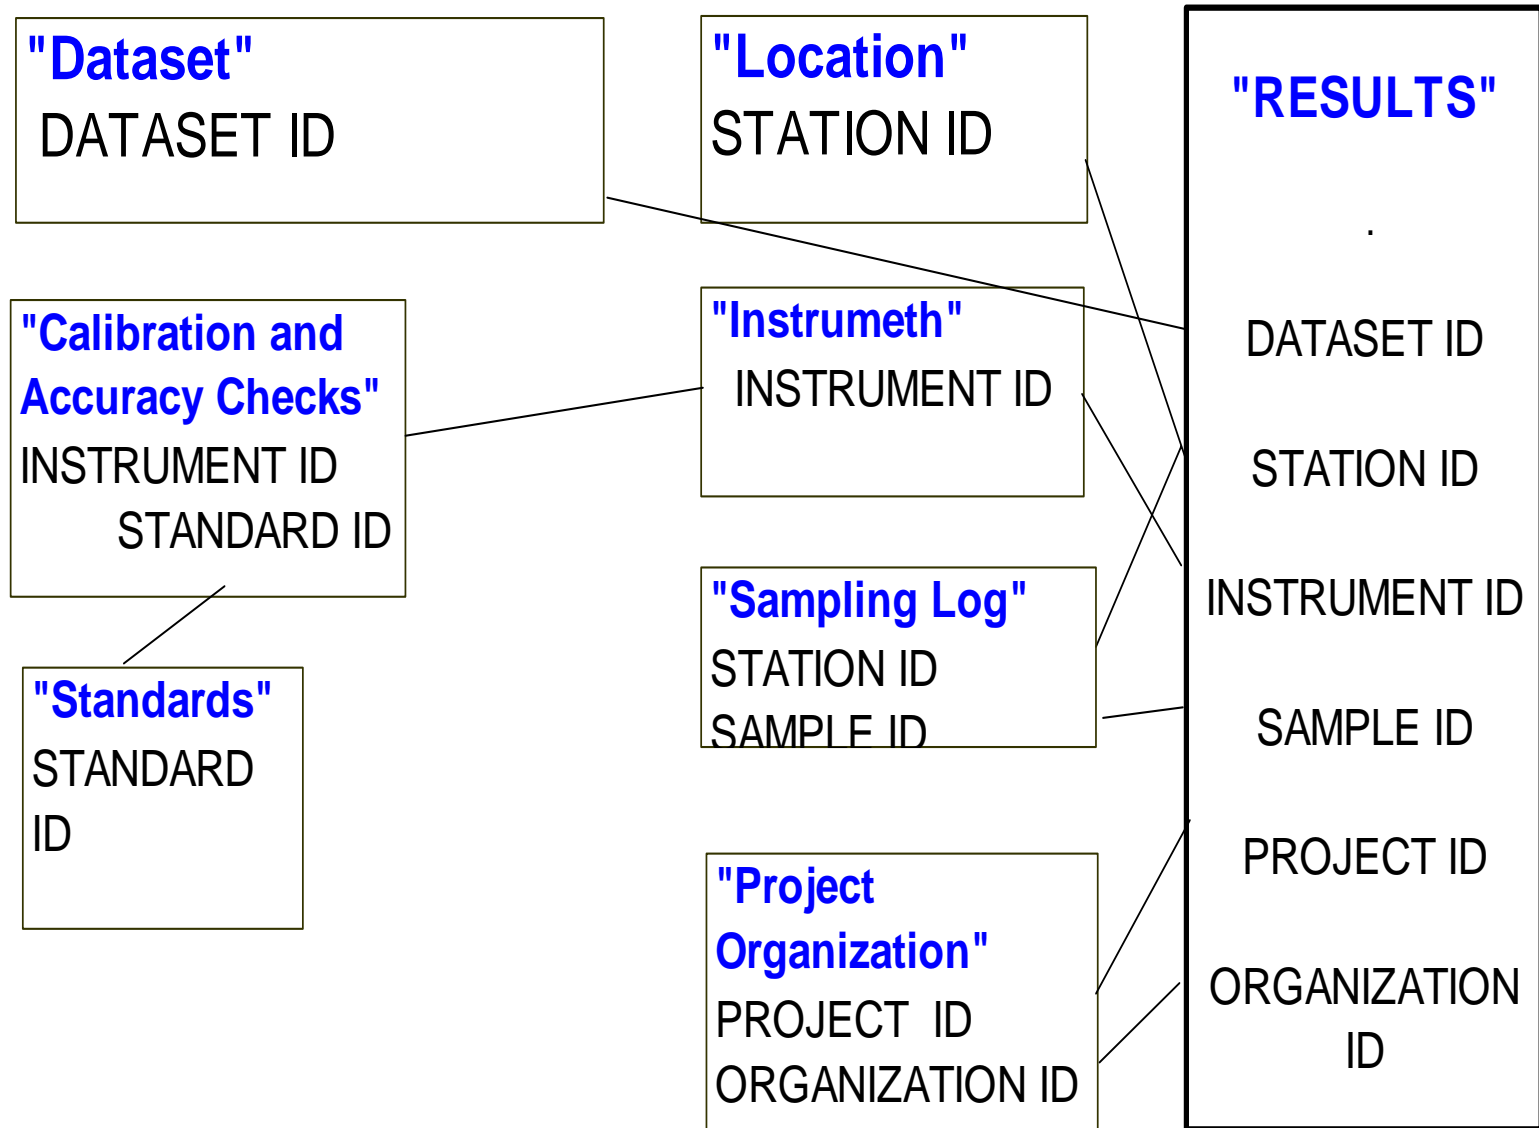 "Dataset"
DATASET ID
"Location"
STATION ID
"Calibration and
Accuracy Checks"
INSTRUMENT ID
STANDARD ID
"Instrumeth"
INSTRUMENT ID
"Standards"
STANDARD
ID
"Sampling Log"
STATION ID
SAMPLE ID
"Project
Organization"
PROJECT ID
ORGANIZATION ID
"RESULTS"
.
DATASET ID
STATION ID
INSTRUMENT ID
SAMPLE ID
PROJECT ID
ORGANIZATION
ID